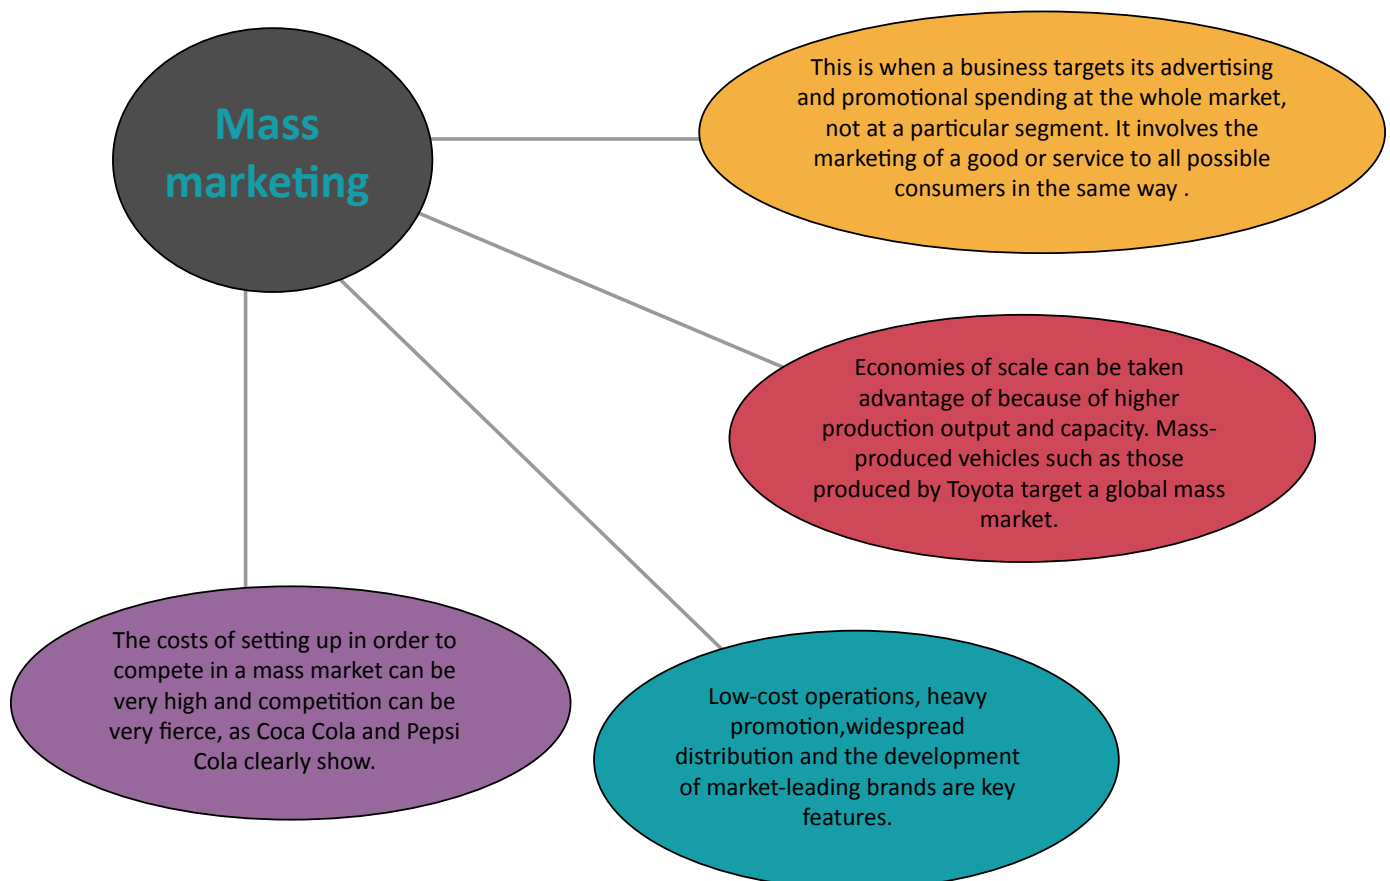 Mass
marketing
This is when a business targets its advertising
and promotional spending at the whole market,
not at a particular segment. It involves the
marketing of a good or service to all possible
consumers in the same way .
Economies of scale can be taken
advantage of because of higher
production output and capacity. Mass-
produced vehicles such as those
produced by Toyota target a global mass
market.
Low-cost operations, heavy
promotion,widespread
distribution and the development
of market-leading brands are key
features.
The costs of setting up in order to
compete in a mass market can be
very high and competition can be
very fierce, as Coca Cola and Pepsi
Cola clearly show.